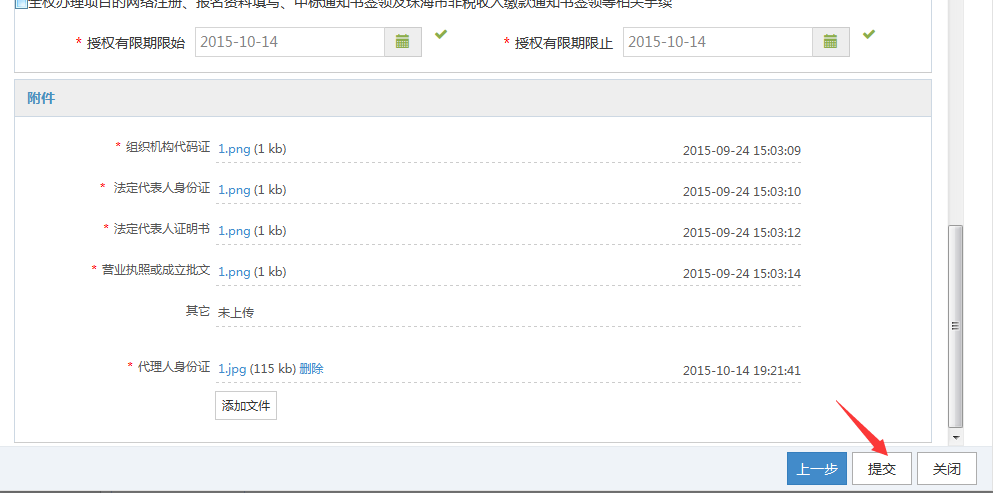 全权办理项目的网络注册、报名资料填写、中标通知书签领及珠海市非税收入缴款通知书签领等相关手续
* 授权有限期限始 2015-10-14 * 授权有限期限止 2015-10-14
附件
* 组织机构代码证 1.png (1 kb) 2015-09-24 15:03:09
* 法定代表人身份证 1.png (1 kb) 2015-09-24 15:03:10
* 法定代表人证明书 1.png (1 kb) 2015-09-24 15:03:12
* 营业执照或成立批文 1.png (1 kb) 2015-09-24 15:03:14
其它 未上传
* 代理人身份证 1.jpg (115 kb) 删除 2015-10-14 19:21:41
添加文件
上一步 提交 关闭